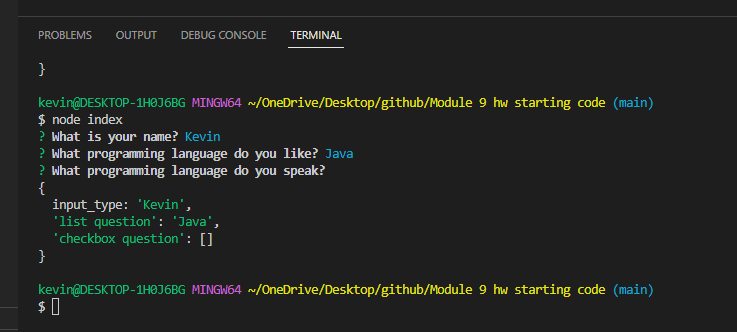 PROBLEMS OUTPUT DEBUG CONSOLE TERMINAL
}
kevin@DESKTOP-1H0J6BG MINGW64 ~/OneDrive/Desktop/github/Module 9 hw starting code (main)
$ node index
? What is your name? Kevin
? What programming language do you like? Java
? What programming language do you speak?
{
  input_type: 'Kevin',
  'list question': 'Java',
  'checkbox question': []
}
kevin@DESKTOP-1H0J6BG MINGW64 ~/OneDrive/Desktop/github/Module 9 hw starting code (main)
$